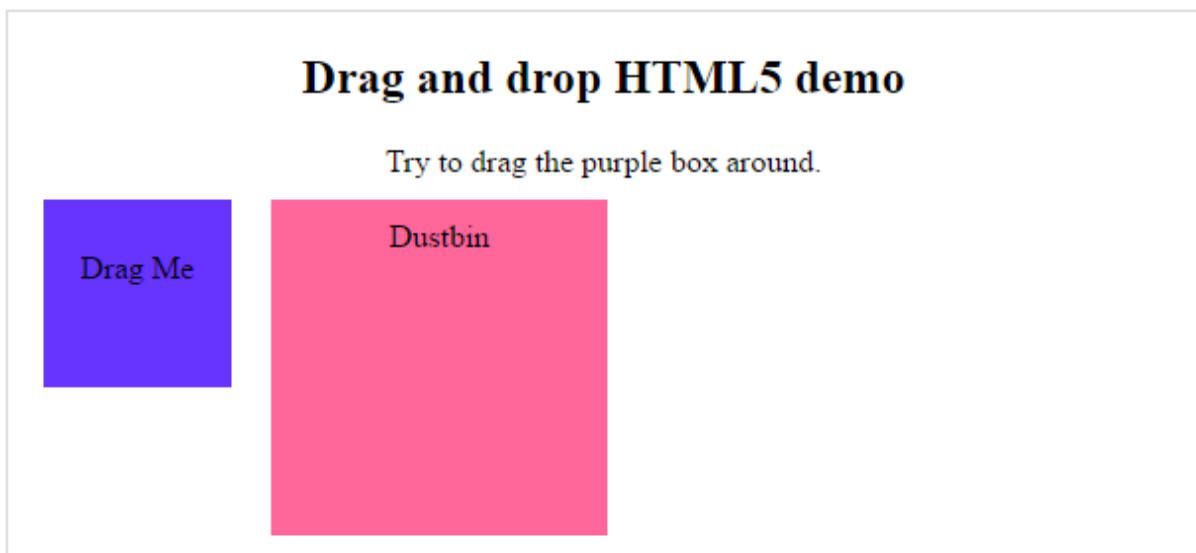 Drag and drop HTML5 demo
Try to drag the purple box around.
Dustbin
Drag Me